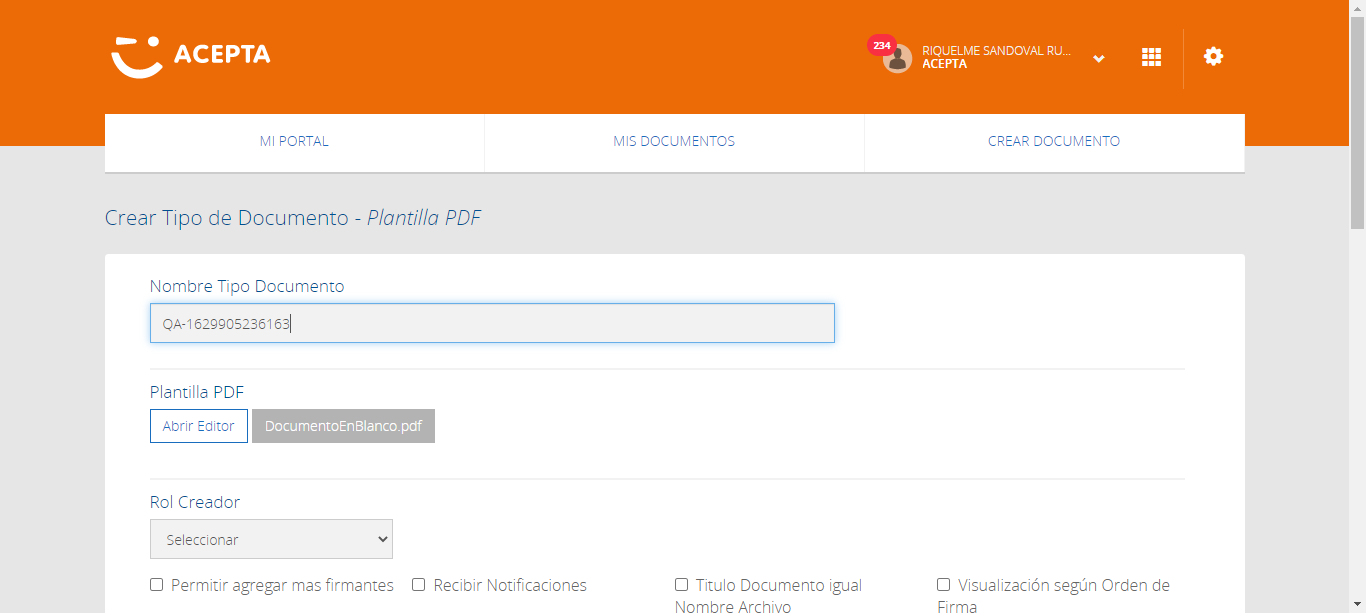 ACEPTA
234
RIQUELME SANDOVAL RU...
ACEPTA
MI PORTAL
MIS DOCUMENTOS
CREAR DOCUMENTO
Crear Tipo de Documento - Plantilla PDF
Nombre Tipo Documento
QA-1629905236163
Plantilla PDF
Abrir Editor
DocumentoEnBlanco.pdf
Rol Creador
Seleccionar
Permitir agregar mas firmantes
Recibir Notificaciones
Titulo Documento igual
Nombre Archivo
Visualización según Orden de
Firma